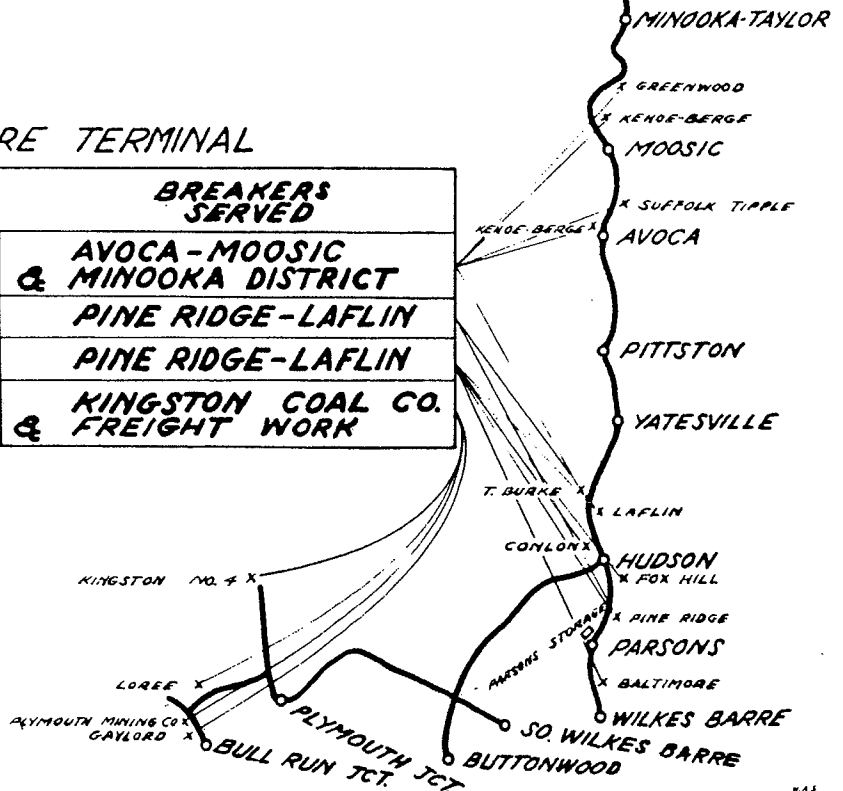 MINOOKA-TAYLOR
GREENWOOD
KEHOE-BERGE
MOOSIC
RE TERMINAL
BREAKERS
SERVED
AVOCA-MOOSIC
& MINOOKA DISTRICT
PINE RIDGE-LAFLIN
PINE RIDGE-LAFLIN
KINGSTON COAL CO.
& FREIGHT WORK
SUFFOLK TIPPLE
KEHOE-BERGE
AVOCA
PITTSTON
YATESVILLE
T. BURKE
LAFLIN
CONLON
HUDSON
FOX HILL
KINGSTON NO. 4
PINE RIDGE
PARSONS STORAGE
PARSONS
LOREE
BALTIMORE
PLYMOUTH MINING CO
GAYLORD
BULL RUN JCT.
PLYMOUTH JCT
SO. WILKES BARRE
WILKES BARRE
BUTTONWOOD